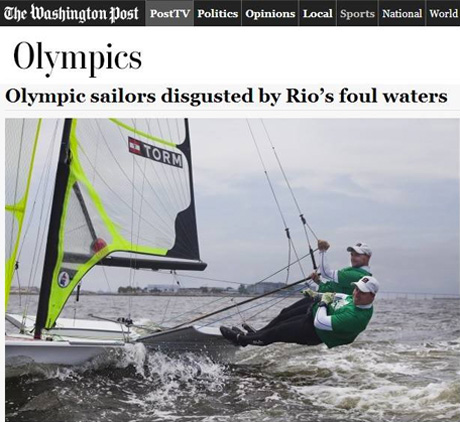 The Washington Post PostTV Politics Opinions Local Sports National World
Olympics
Olympic sailors disgusted by Rio's foul waters
TORM